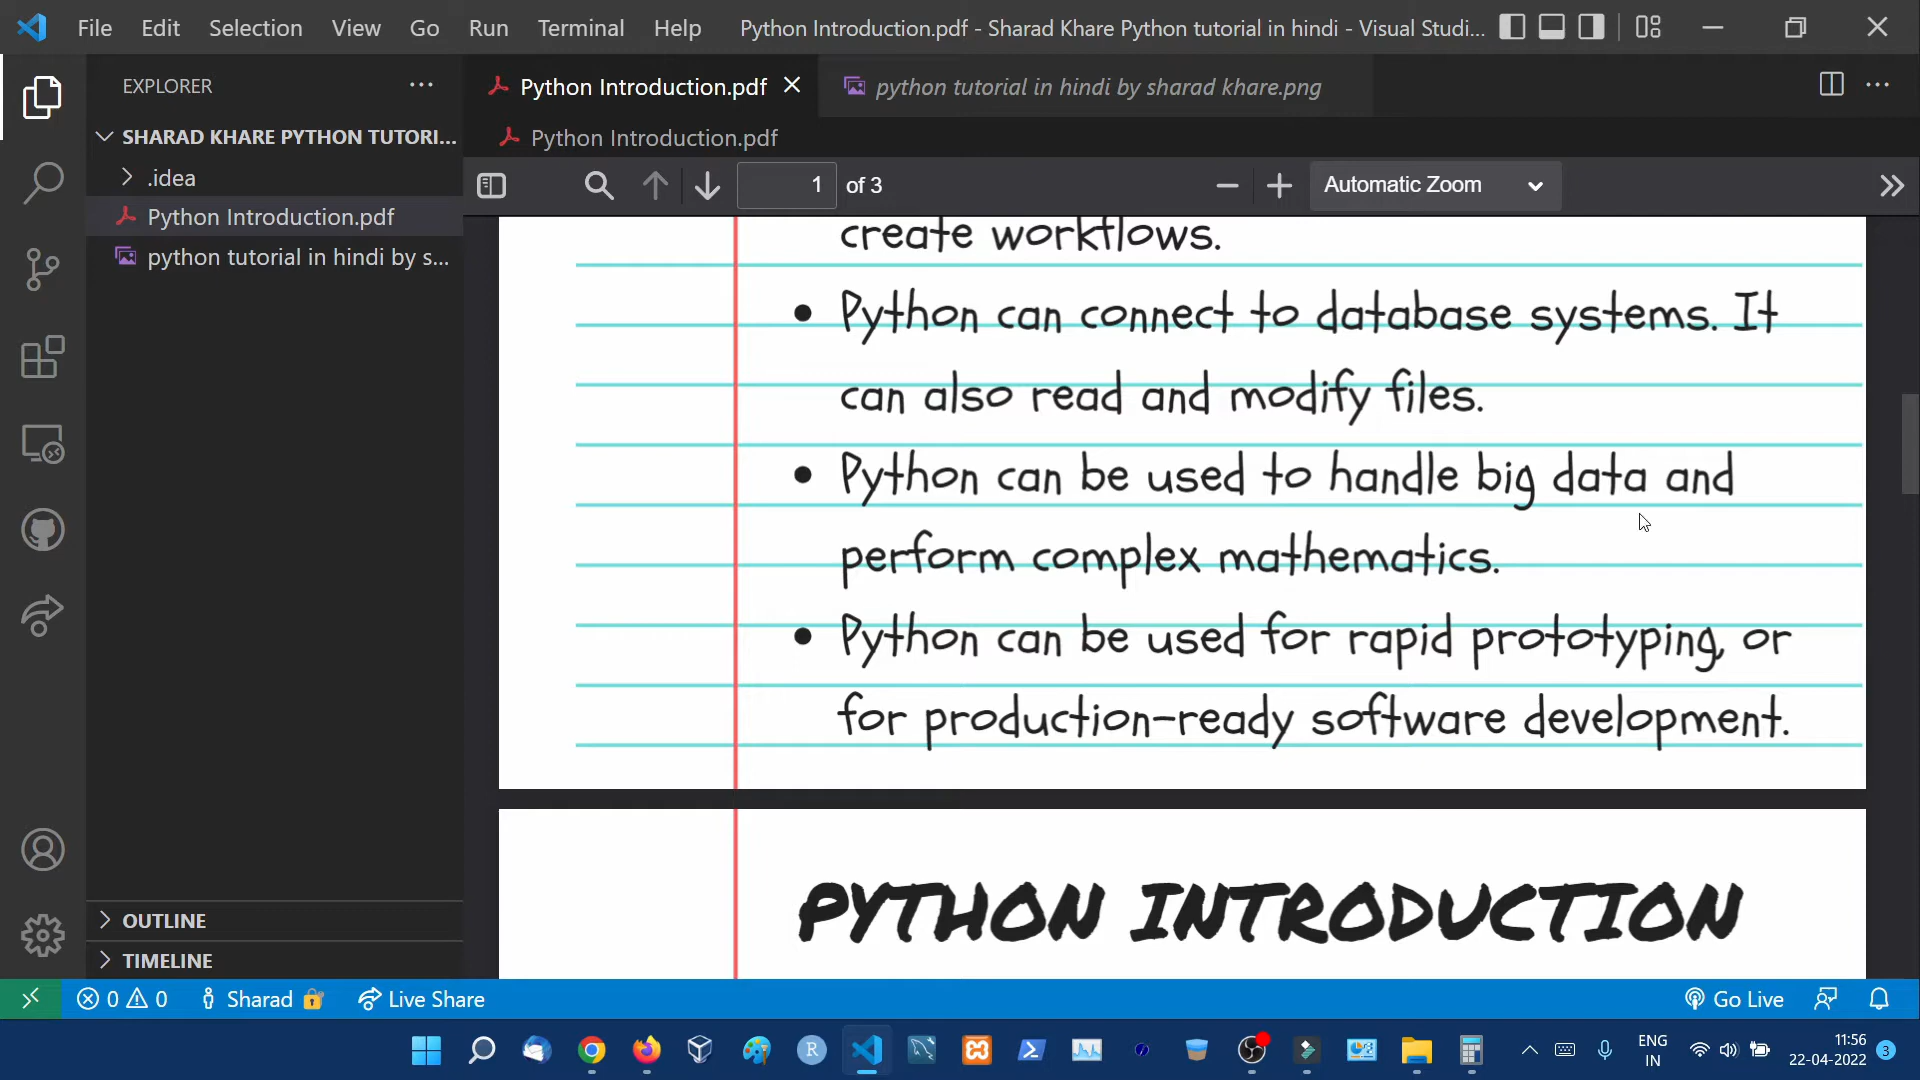 File Edit Selection View Go Run Terminal Help Python Introduction.pdf - Sharad Khare Python tutorial in hindi - Visual Studi...
EXPLORER
Python Introduction.pdf
python tutorial in hindi by sharad khare.png
SHARAD KHARE PYTHON TUTORI...
Python Introduction.pdf
.idea
1 of 3
Automatic Zoom
Python Introduction.pdf
python tutorial in hindi by s...
create workflows.
• Python can connect to database systems. It
can also read and modify files.
• Python can be used to handle big data and
perform complex mathematics.
• Python can be used for rapid prototyping, or
for production-ready software development.
PYTHON INTRODUCTION
OUTLINE
TIMELINE
0 0 Sharad Live Share
Go Live
R
ENG
IN
11:56
22-04-2022
3